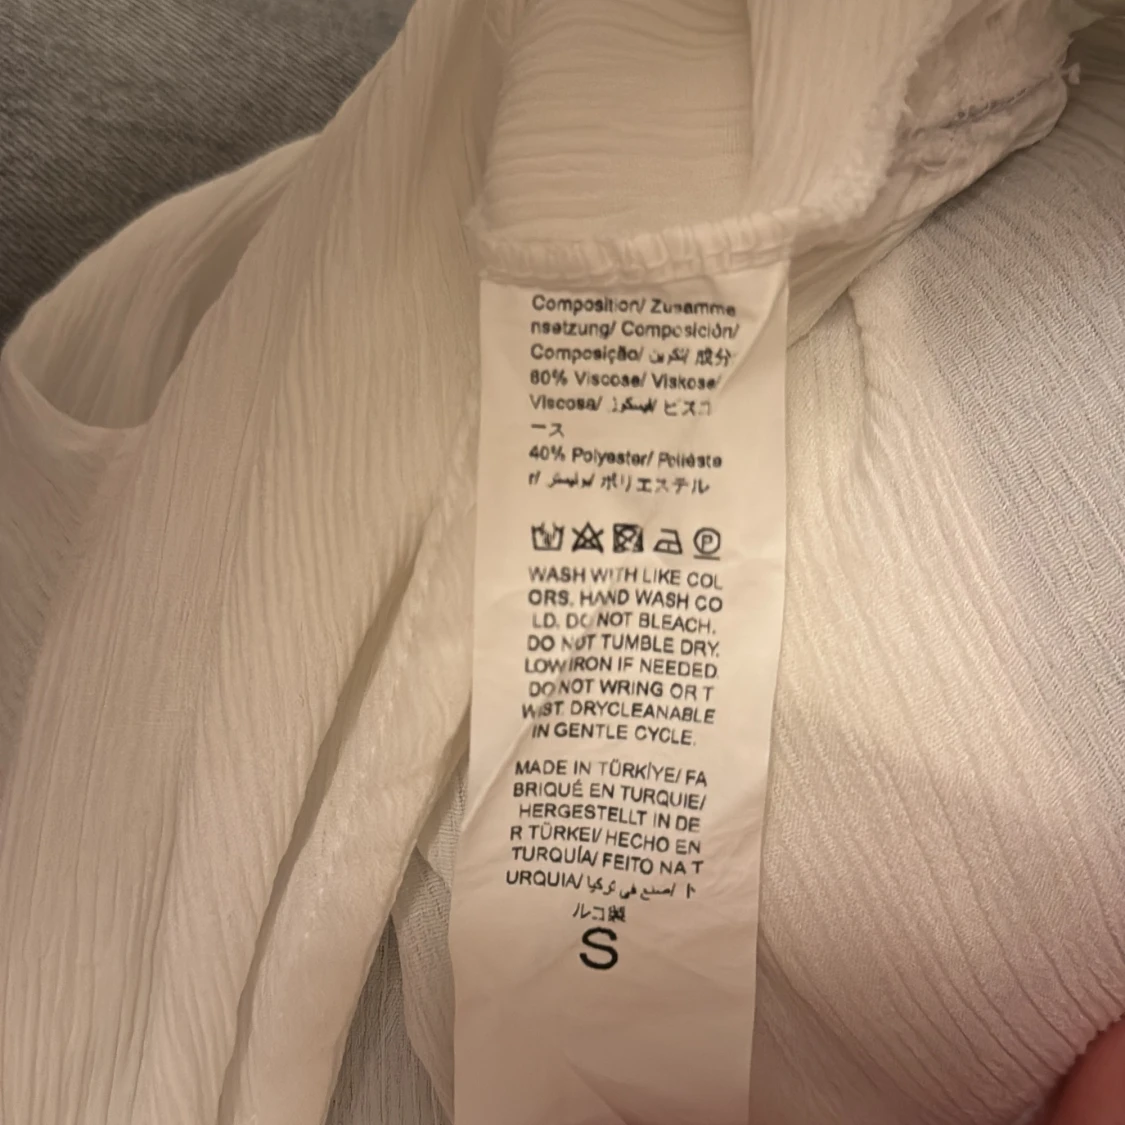 Composition/ Zusamme
nsetzung/ Composición/
Composição/ تكوين/ 成分
60% Viscose/ Viskose/
Viscosa/ ビスコ
ース
40% Polyester/ Poliéste
r/ ポリエステル
P
WASH WITH LIKE COL
ORS. HAND WASH CO
LD. DO NOT BLEACH.
DO NOT TUMBLE DRY.
LOW IRON IF NEEDED.
DO NOT WRING OR T
WIST DRYCLEANABLE
IN GENTLE CYCLE.
MADE IN TÜRKİYE/ FA
BRIQUÉ EN TURQUIE/
HERGESTELLT IN DE
R TÜRKEI/ HECHO EN
TURQUÍA/ FEITO NA T
URQUIA/ صنع في تركيا/ ト
ルコ製
S